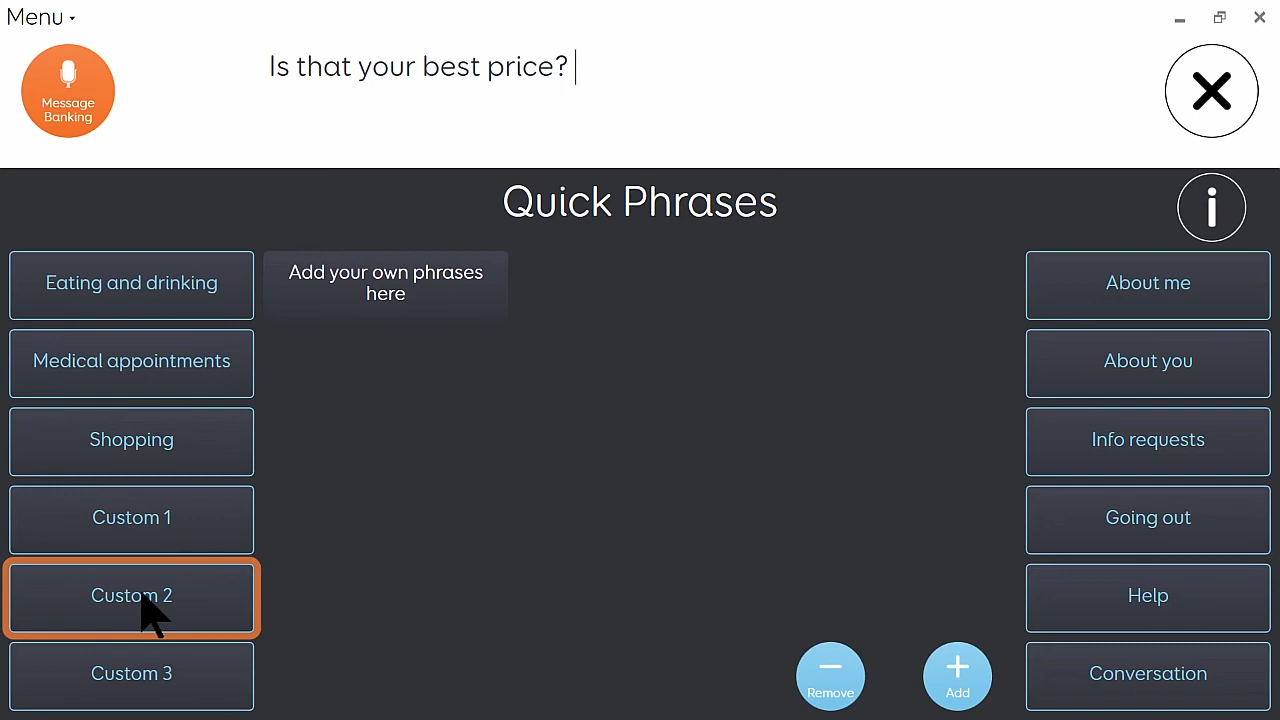 Menu
Message
Banking
Is that your best price?
Quick Phrases
Eating and drinking
Medical appointments
Shopping
Custom 1
Custom 2
Custom 3
Add your own phrases
here
About me
About you
Info requests
Going out
Help
Conversation
Remove
Add